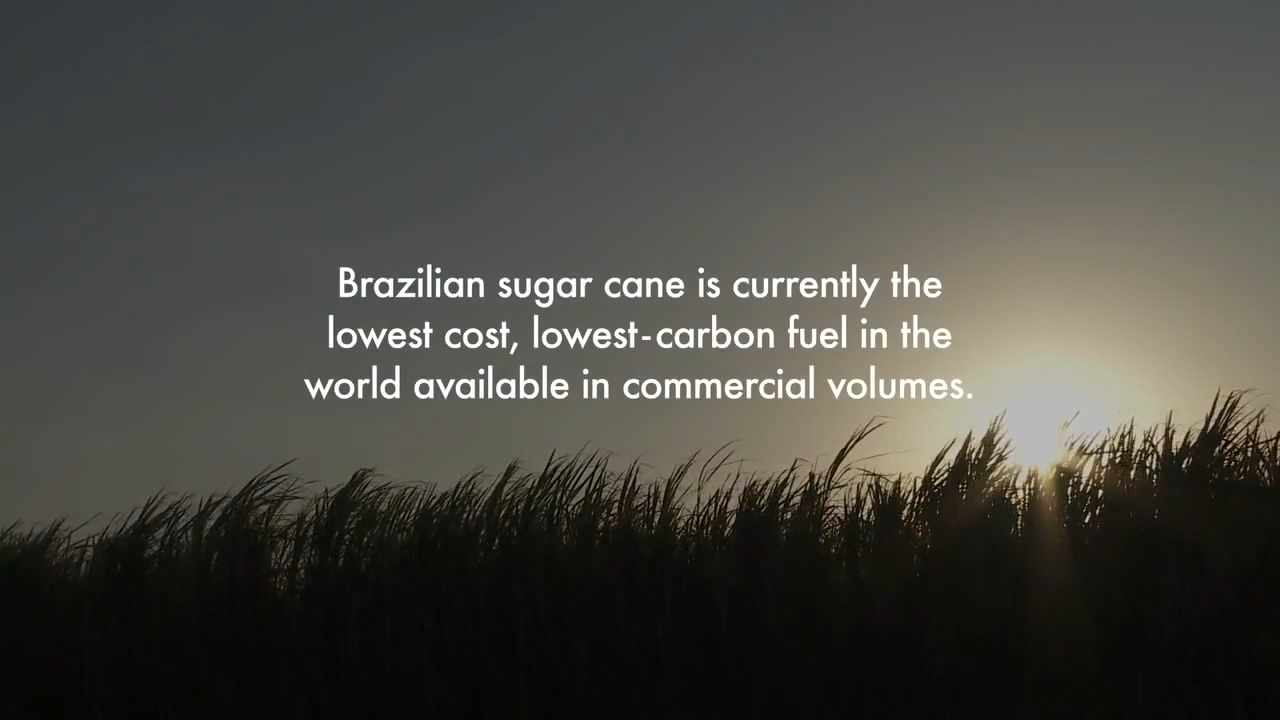 Brazilian sugar cane is currently the
lowest cost, lowest-carbon fuel in the
world available in commercial volumes.